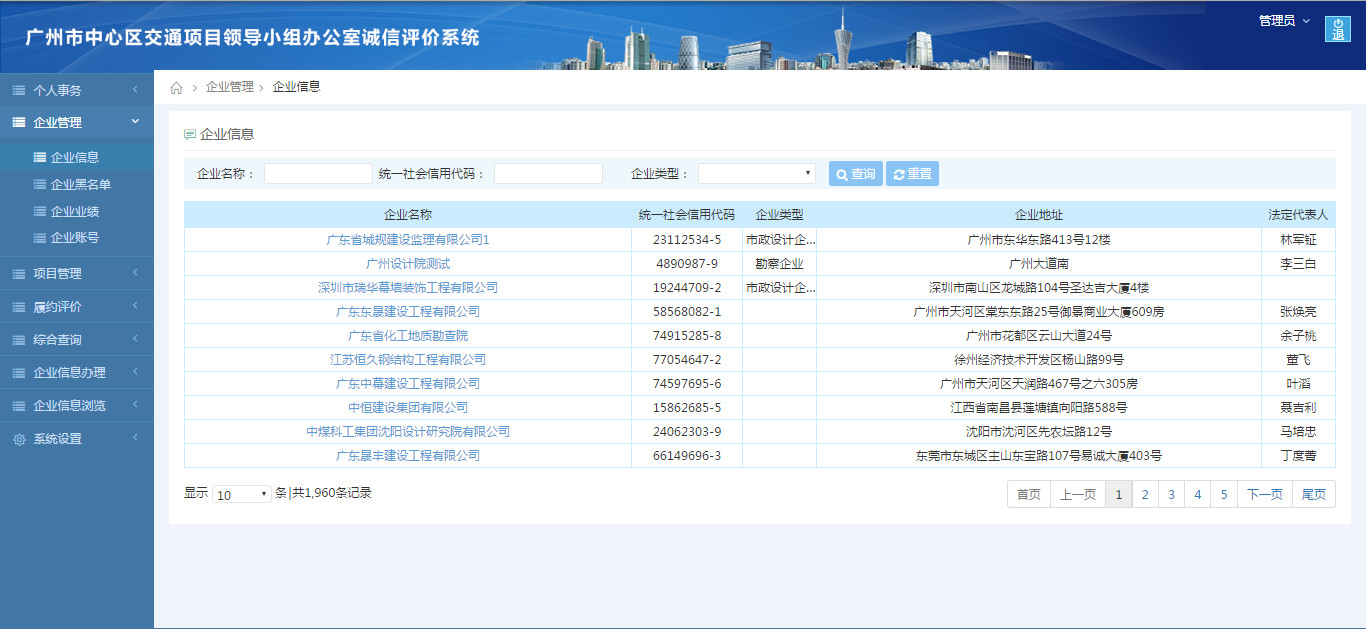 广州市中心区交通项目领导小组办公室诚信评价系统
管理员
退
个人事务
企业管理
企业信息
企业黑名单
企业业绩
企业账号
项目管理
履约评价
综合查询
企业信息办理
企业信息浏览
系统设置
企业管理 企业信息
企业信息
企业名称： 统一社会信用代码： 企业类型： 查询 重置
企业名称 统一社会信用代码 企业类型 企业地址 法定代表人
广东省城规建设监理有限公司1 23112534-5 市政设计企... 广州市东华东路413号12楼 林军钲
广州设计院测试 4890987-9 勘察企业 广州大道南 李三白
深圳市瑞华幕墙装饰工程有限公司 19244709-2 市政设计企... 深圳市南山区龙城路104号圣达吉大厦4楼
广东东晟建设工程有限公司 58568082-1 广州市天河区棠东东路25号御景商业大厦609房 张焕亮
广东省化工地质勘查院 74915285-8 广州市花都区云山大道24号 余子桃
江苏恒久钢结构工程有限公司 77054647-2 徐州经济技术开发区杨山路99号 董飞
广东中幕建设工程有限公司 74597695-6 广州市天河区天润路467号之六305房 叶滔
中恒建设集团有限公司 15862685-5 江西省南昌县莲塘镇向阳路588号 聂吉利
中煤科工集团沈阳设计研究院有限公司 24062303-9 沈阳市沈河区先农坛路12号 马培忠
广东晟丰建设工程有限公司 66149696-3 东莞市东城区主山东宝路107号易诚大厦403号 丁度菁
显示 10 条|共1,960条记录
首页 上一页 1 2 3 4 5 下一页 尾页